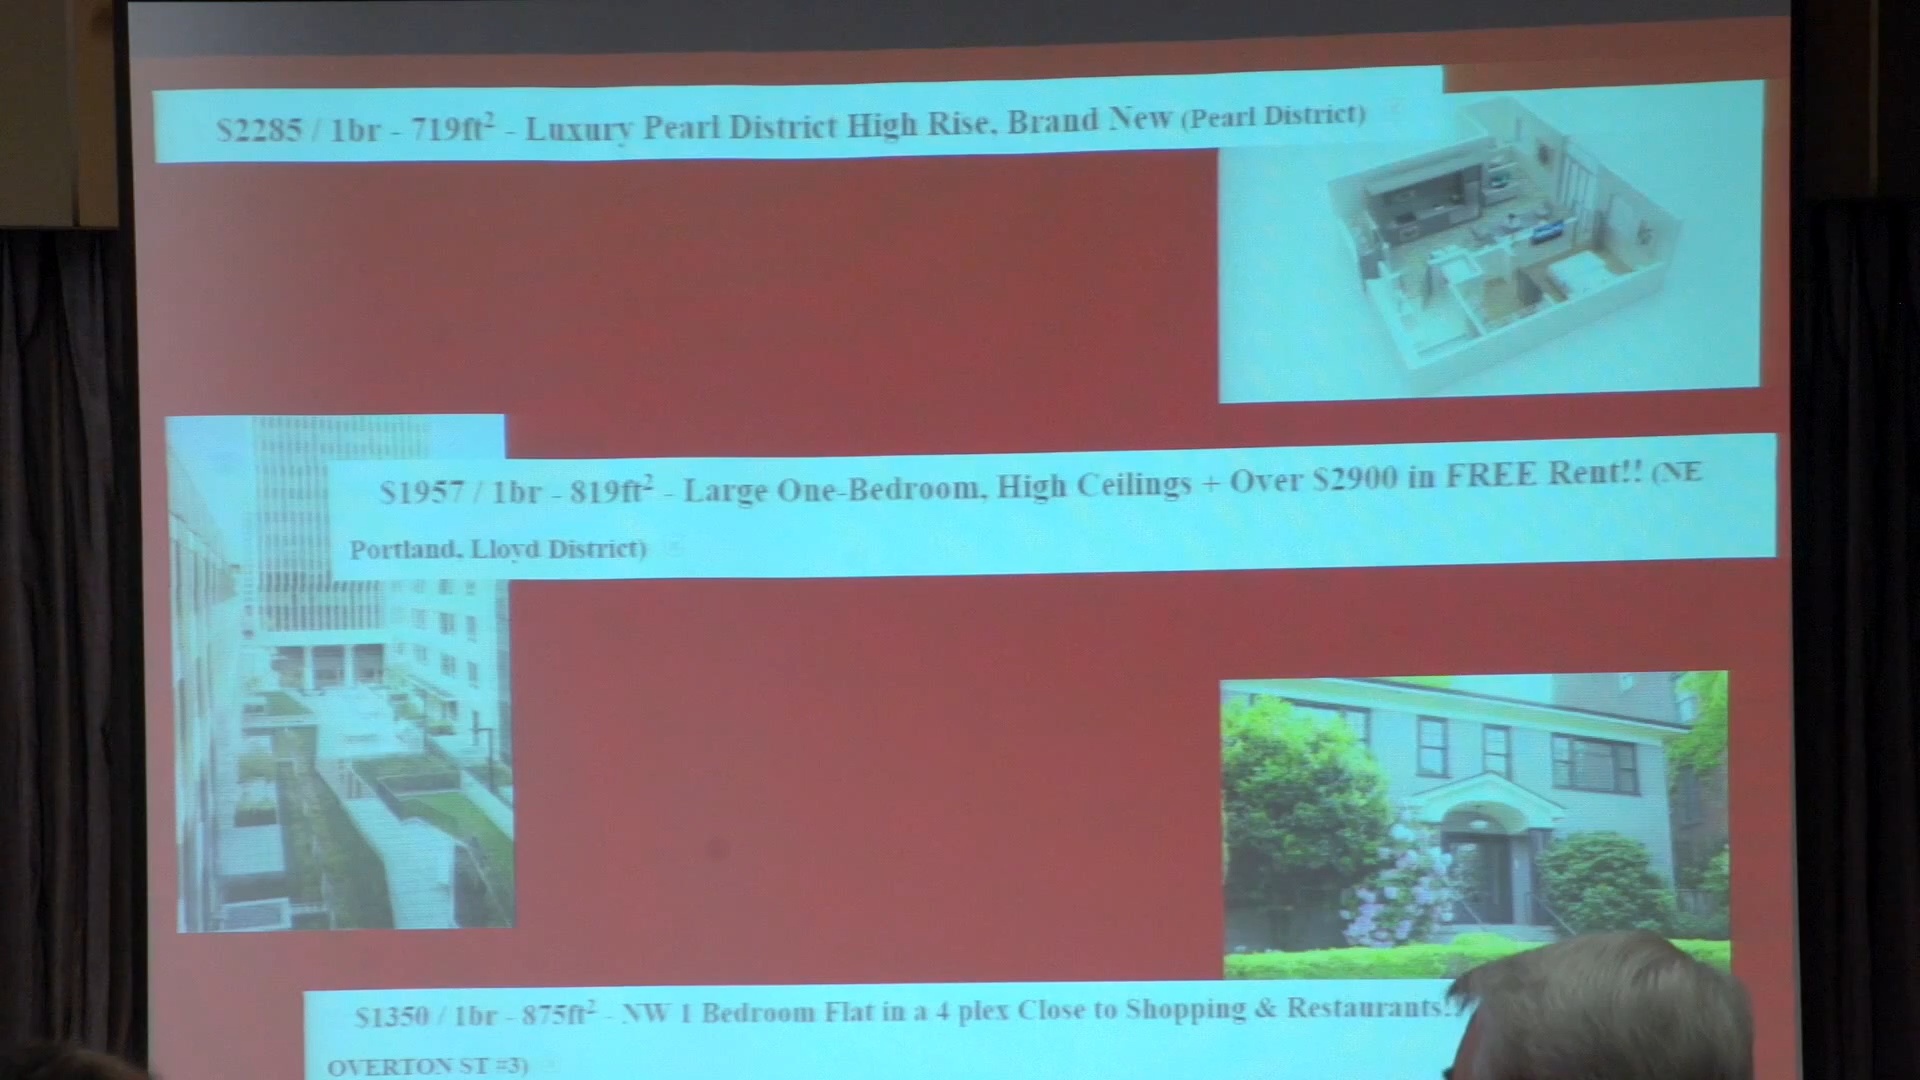 $2285 / 1br - 719ft² - Luxury Pearl District High Rise, Brand New (Pearl District)
$1957 / 1br - 819ft² - Large One-Bedroom, High Ceilings + Over $2900 in FREE Rent!! (NE
Portland, Lloyd District)
$1350 / 1br - 875ft² - NW 1 Bedroom Flat in a 4 plex Close to Shopping & Restaurants!
OVERTON ST #3)